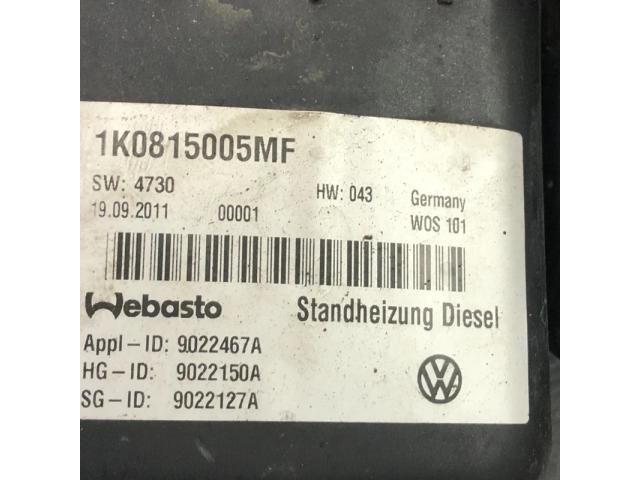 1K0815005MF
SW: 4730 HW: 043 Germany
19.09.2011 00001 WOS 101
Webasto Standheizung Diesel
Appl-ID: 9022467A
HG-ID: 9022150A
SG-ID: 9022127A
VW